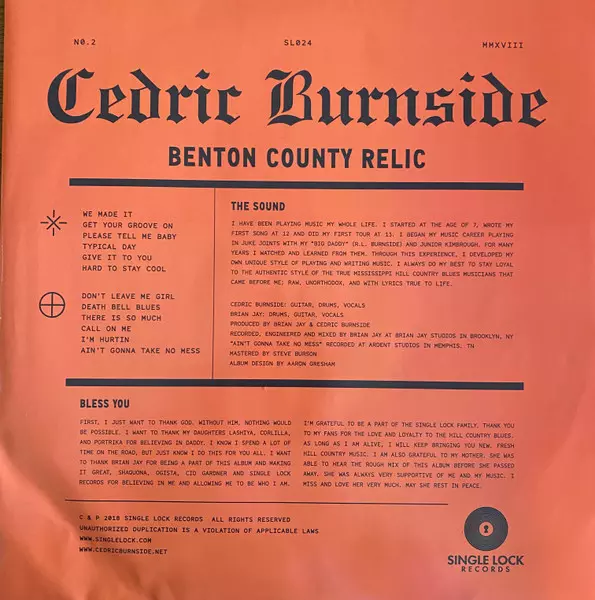 NO.2 SL024 MMXVIII
Cedric Burnside
BENTON COUNTY RELIC
WE MADE IT
GET YOUR GROOVE ON
PLEASE TELL ME BABY
TYPICAL DAY
GIVE IT TO YOU
HARD TO STAY COOL
DON'T LEAVE ME GIRL
DEATH BELL BLUES
THERE IS SO MUCH
CALL ON ME
I'M HURTIN
AIN'T GONNA TAKE NO MESS
THE SOUND
I HAVE BEEN PLAYING MUSIC MY WHOLE LIFE. I STARTED AT THE AGE OF 7, WROTE MY
FIRST SONG AT 12 AND DID MY FIRST TOUR AT 13. I BEGAN MY MUSIC CAREER PLAYING
IN JUKE JOINTS WITH MY "BIG DADDY" (R.L. BURNSIDE) AND JUNIOR KIMBROUGH. FOR MANY
YEARS I WATCHED AND LEARNED FROM THEM. THROUGH THIS EXPERIENCE, I DEVELOPED MY
OWN UNIQUE STYLE OF PLAYING AND WRITING MUSIC. I ALWAYS DO MY BEST TO STAY LOYAL
TO THE AUTHENTIC STYLE OF THE TRUE MISSISSIPPI HILL COUNTRY BLUES MUSICIANS THAT
CAME BEFORE ME; RAW, UNORTHODOX, AND WITH LYRICS TRUE TO LIFE.
CEDRIC BURNSIDE: GUITAR, DRUMS, VOCALS
BRIAN JAY: DRUMS, GUITAR, VOCALS
PRODUCED BY BRIAN JAY & CEDRIC BURNSIDE
RECORDED, ENGINEERED AND MIXED BY BRIAN JAY AT BRIAN JAY STUDIOS IN BROOKLYN, NY
"AIN'T GONNA TAKE NO MESS" RECORDED AT ARDENT STUDIOS IN MEMPHIS, TN
MASTERED BY STEVE BURSON
ALBUM DESIGN BY AARON GRESHAM
BLESS YOU
FIRST, I JUST WANT TO THANK GOD. WITHOUT HIM, NOTHING WOULD
BE POSSIBLE. I WANT TO THANK MY DAUGHTERS LASHIYA, CORLILLA,
AND PORTRIKA FOR BELIEVING IN DADDY. I KNOW I SPEND A LOT OF
TIME ON THE ROAD, BUT JUST KNOW I DO THIS FOR YOU ALL. I WANT
TO THANK BRIAN JAY FOR BEING A PART OF THIS ALBUM AND MAKING
IT GREAT, SHAQUONA, OGISTA, CID GARDNER AND SINGLE LOCK
RECORDS FOR BELIEVING IN ME AND ALLOWING ME TO BE WHO I AM.
I'M GRATEFUL TO BE A PART OF THE SINGLE LOCK FAMILY. THANK YOU
TO MY FANS FOR THE LOVE AND LOYALTY TO THE HILL COUNTRY BLUES.
AS LONG AS I AM ALIVE, I WILL KEEP BRINGING YOU NEW, FRESH
HILL COUNTRY MUSIC. I AM ALSO GRATEFUL TO MY MOTHER. SHE WAS
ABLE TO HEAR THE ROUGH MIX OF THIS ALBUM BEFORE SHE PASSED
AWAY. SHE WAS ALWAYS VERY SUPPORTIVE OF ME AND MY MUSIC. I
MISS AND LOVE HER VERY MUCH. MAY SHE REST IN PEACE.
C & P 2018 SINGLE LOCK RECORDS ALL RIGHTS RESERVED
UNAUTHORIZED DUPLICATION IS A VIOLATION OF APPLICABLE LAWS
WWW.SINGLELOCK.COM
WWW.CEDRICBURNSIDE.NET
SINGLE LOCK
RECORDS